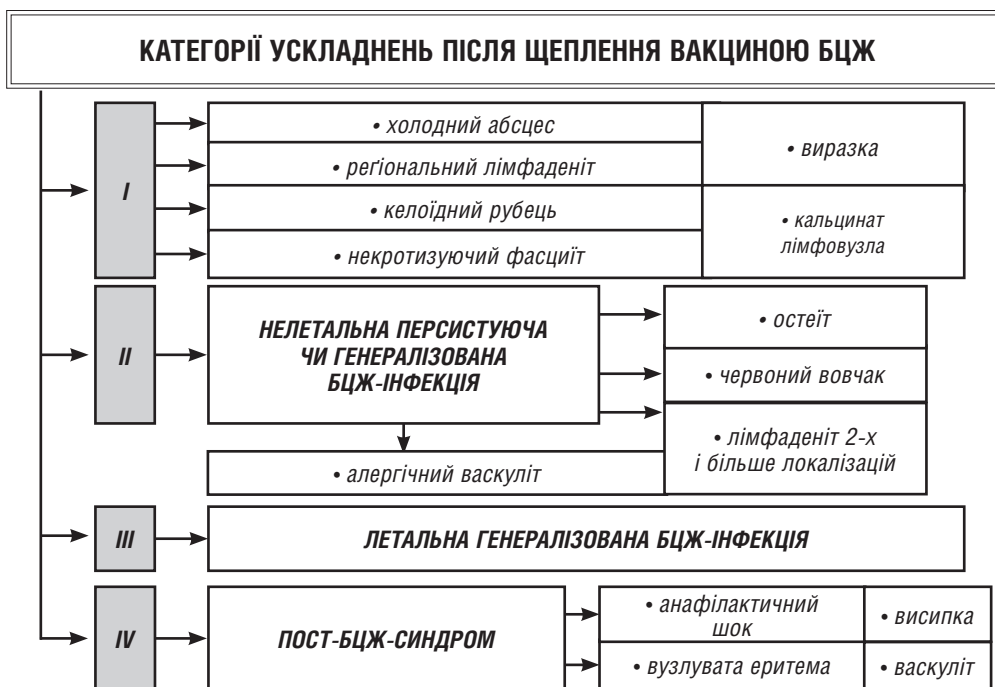 КАТЕГОРІЇ УСКЛАДНЕНЬ ПІСЛЯ ЩЕПЛЕННЯ ВАКЦИНОЮ БЦЖ
I
• холодний абсцес
• реґіональний лімфаденіт
• келоїдний рубець
• некротизуючий фасциїт
• виразка
• кальцинат
лімфовузла
II
НЕЛЕТАЛЬНА ПЕРСИСТУЮЧА
ЧИ ГЕНЕРАЛІЗОВАНА
БЦЖ-ІНФЕКЦІЯ
• остеїт
• червоний вовчак
• лімфаденіт 2-х
і більше локалізацій
• алергічний васкуліт
III
ЛЕТАЛЬНА ГЕНЕРАЛІЗОВАНА БЦЖ-ІНФЕКЦІЯ
IV
ПОСТ-БЦЖ-СИНДРОМ
• анафілактичний
шок
• висипка
• вузлувата еритема
• васкуліт